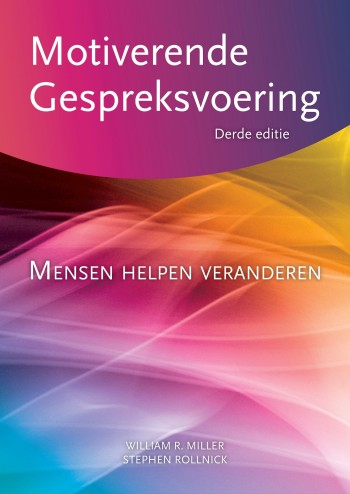 Motiverende
Gespreksvoering
Derde editie
MENSEN HELPEN VERANDEREN
WILLIAM R. MILLER
STEPHEN ROLLNICK